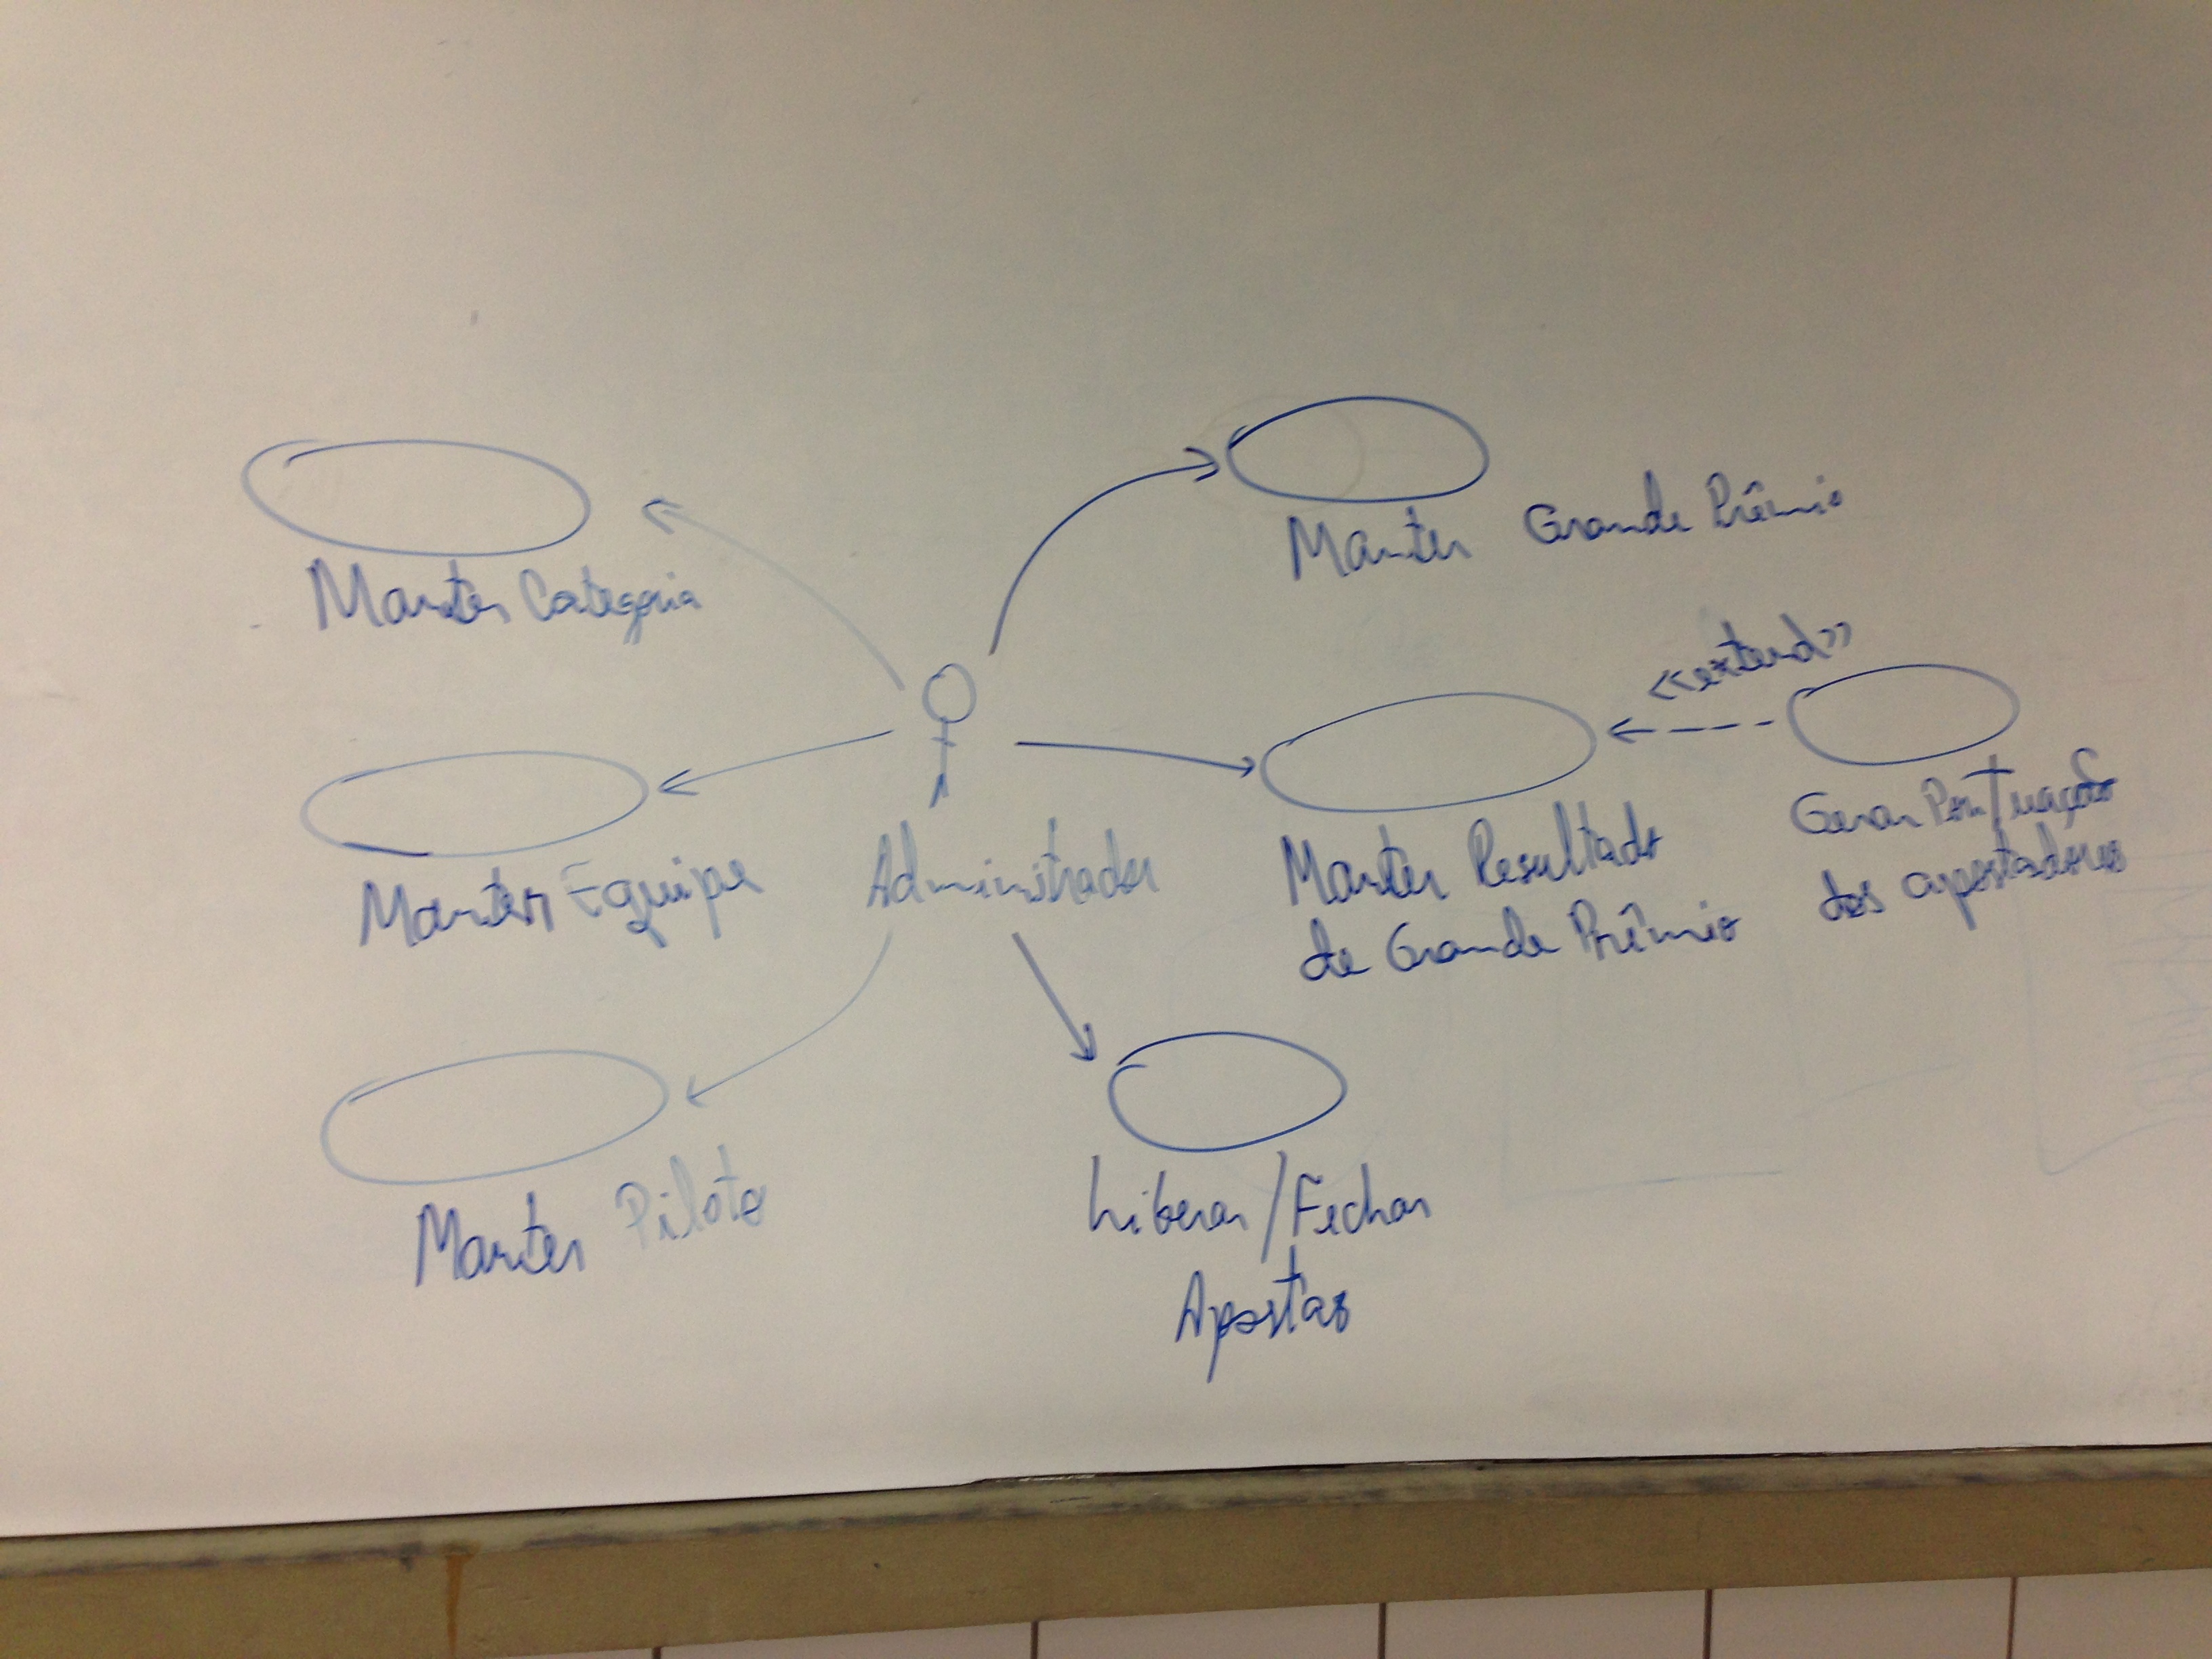 Manter Categoria
Manter Equipe
Manter Piloto
Administrador
Manter Grande Prêmio
<<extend>>
Manter Resultado
de Grande Prêmio
Gerar Pontuação
dos apostadores
Liberar/Fechar
Apostas